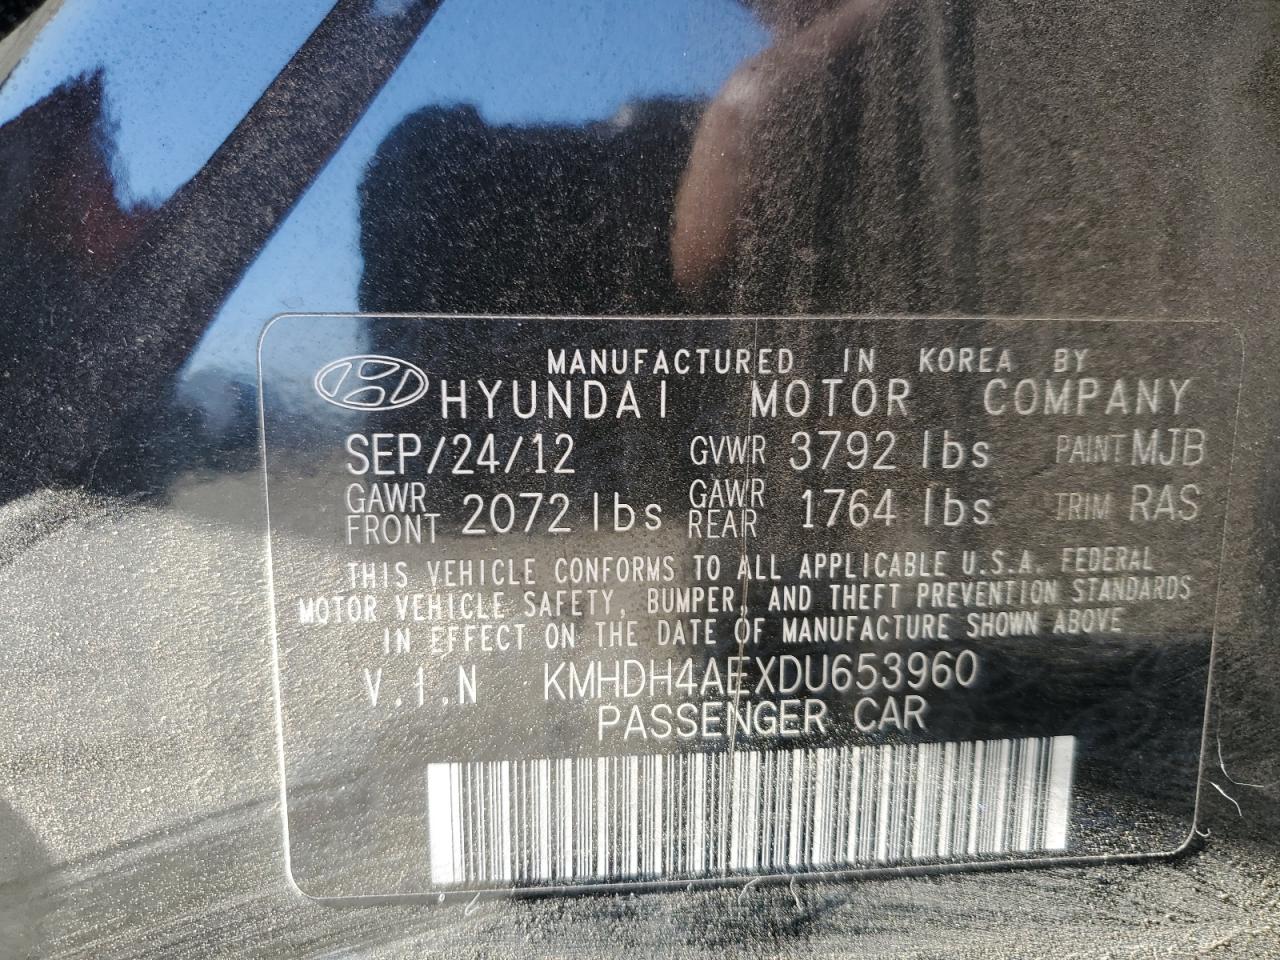 MANUFACTURED IN KOREA BY
HYUNDAI MOTOR COMPANY
SEP/24/12 GVWR 3792 lbs PAINT MJB
GAWR FRONT 2072 lbs GAWR REAR 1764 lbs TRIM RAS
THIS VEHICLE CONFORMS TO ALL APPLICABLE U.S.A. FEDERAL
MOTOR VEHICLE SAFETY, BUMPER, AND THEFT PREVENTION STANDARDS
IN EFFECT ON THE DATE OF MANUFACTURE SHOWN ABOVE
V.I.N KMHDH4AEXDU653960
PASSENGER CAR